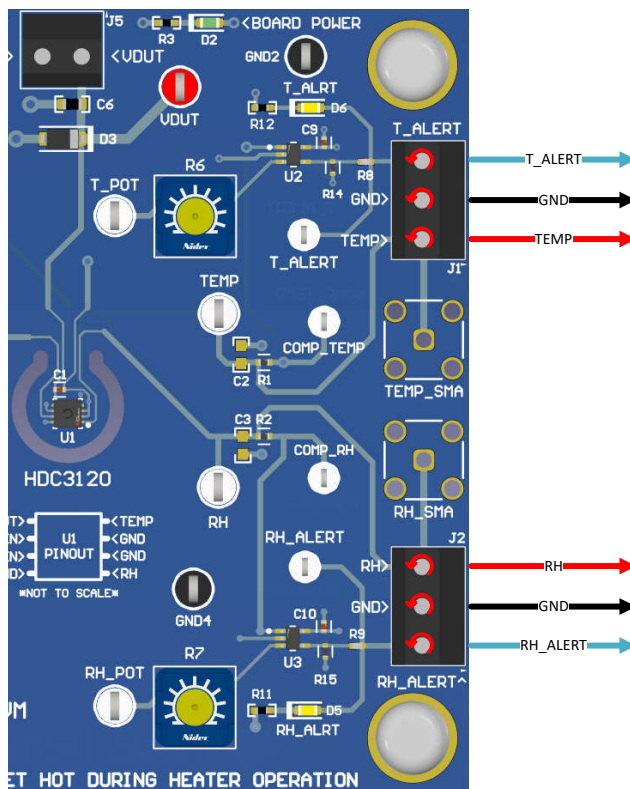 J5
R3
D2
<BOARD POWER
<VDUT
GND2
T_ALRT
C6
VDUT
R12
D6
C9
T_ALERT
T_ALERT
D3
U2
R14
R8
T_POT
R6
GND>
GND
Nidec
T_ALERT
TEMP>
TEMP
J1
TEMP
COMP_TEMP
C2
R1
TEMP_SMA
C1
U1
C3
R2
COMP_RH
HDC3120
RH
RH_SMA
<TEMP
U1
PINOUT
<GND
<GND
<RH
*NOT TO SCALE*
RH_ALERT
J2
RH>
RH
GND4
GND>
GND
C10
U3
R15
R9
RH_ALERT
RH_POT
R7
RH_ALERT^
Nidec
R11
D5
RH_ALRT
ET HOT DURING HEATER OPERATION